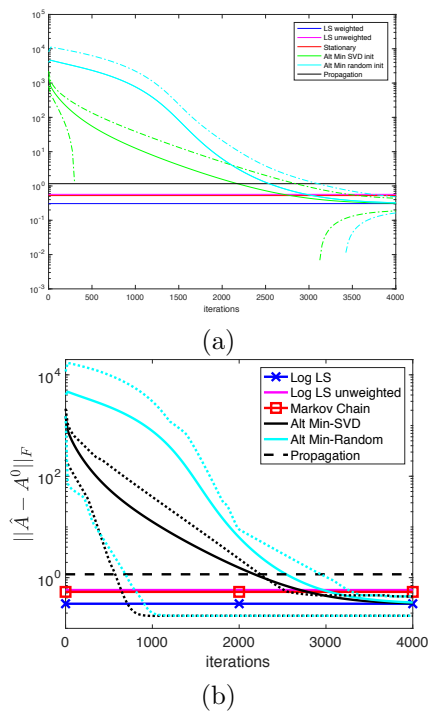 10^5
10^4
10^3
10^2
10^1
10^0
10^-1
10^-2
10^-3
0 500 1000 1500 2000 2500 3000 3500 4000
iterations
LS weighted
LS unweighted
Stationary
Alt Min SVD init
Alt Min random init
Propagation
(a)
||Â − A^0||_F
10^4
10^2
10^0
0 1000 2000 3000 4000
iterations
Log LS
Log LS unweighted
Markov Chain
Alt Min-SVD
Alt Min-Random
Propagation
(b)